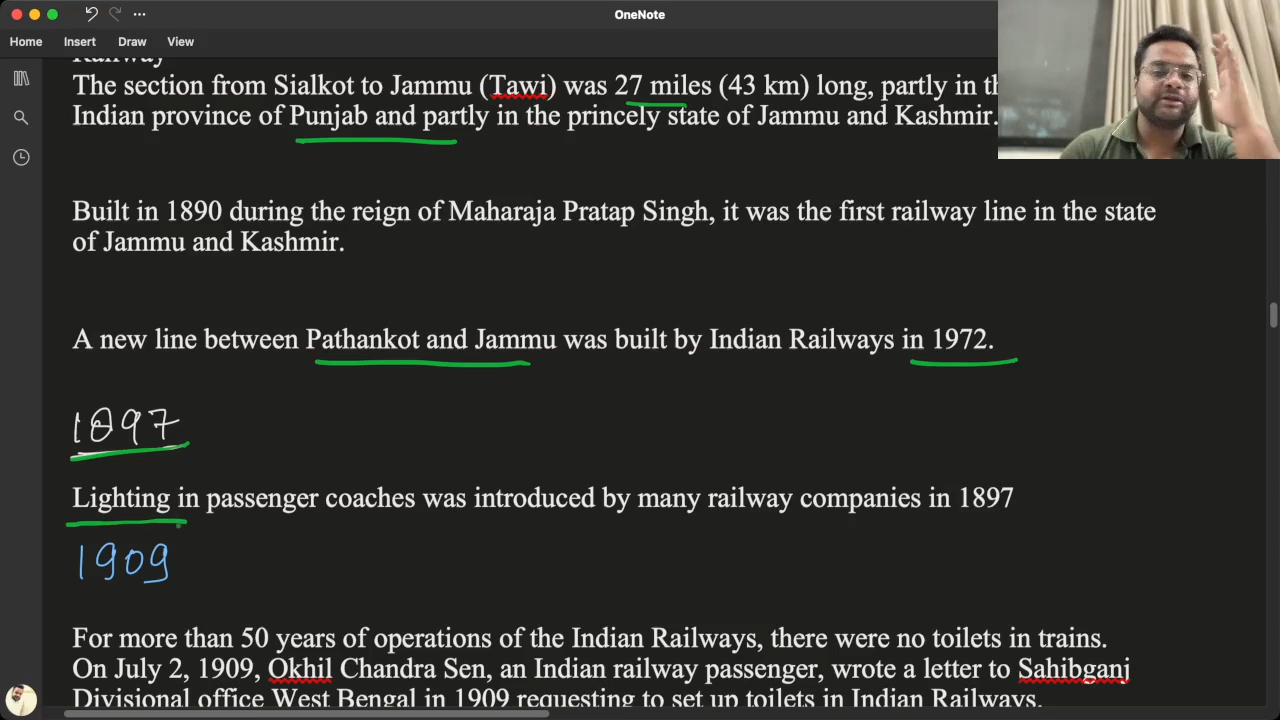 OneNote
Home Insert Draw View
Railway
The section from Sialkot to Jammu (Tawi) was 27 miles (43 km) long, partly in th
Indian province of Punjab and partly in the princely state of Jammu and Kashmir.
Built in 1890 during the reign of Maharaja Pratap Singh, it was the first railway line in the state
of Jammu and Kashmir.
A new line between Pathankot and Jammu was built by Indian Railways in 1972.
1897
Lighting in passenger coaches was introduced by many railway companies in 1897
1909
For more than 50 years of operations of the Indian Railways, there were no toilets in trains.
On July 2, 1909, Okhil Chandra Sen, an Indian railway passenger, wrote a letter to Sahibganj
Divisional office West Bengal in 1909 requesting to set up toilets in Indian Railways.